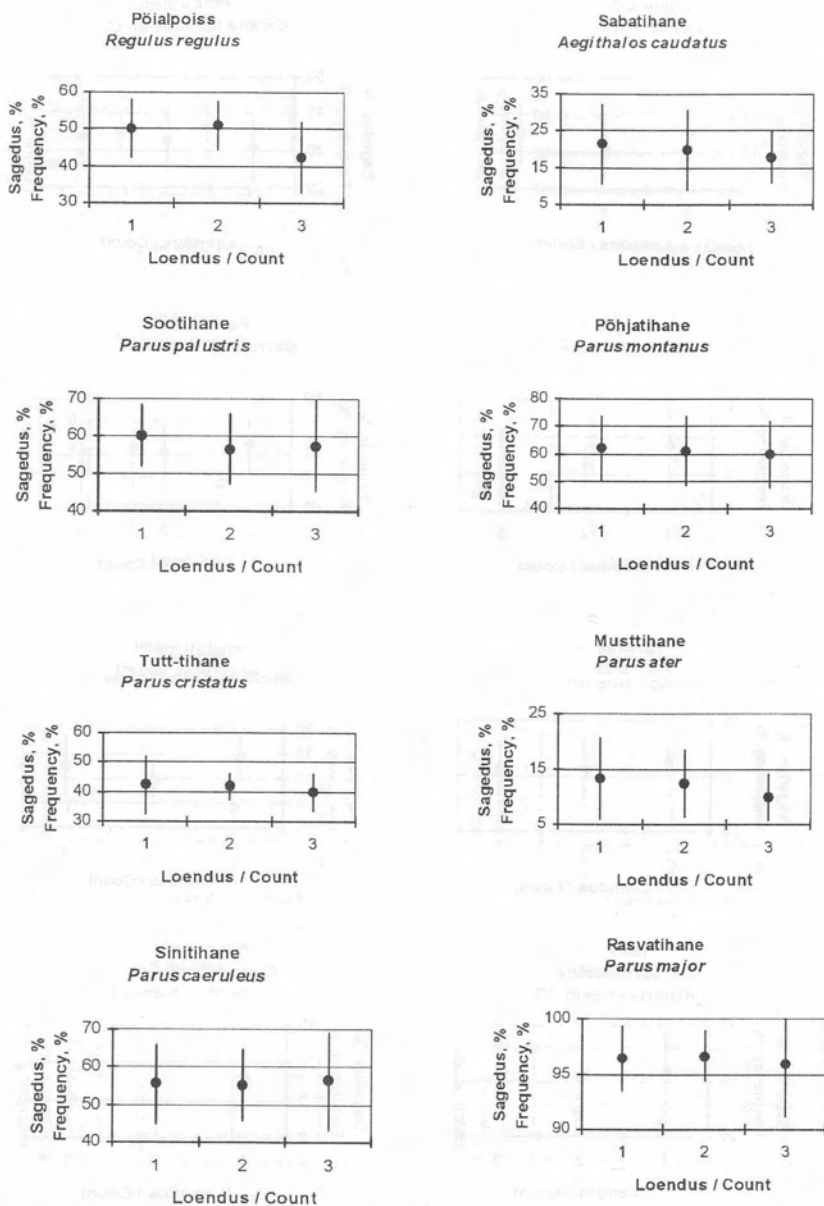 Pöialpoiss
Regulus regulus
Sagedus, %
Frequency, %
60
50
40
30
1 2 3
Loendus / Count
Sabatihane
Aegithalos caudatus
Sagedus, %
Frequency, %
35
25
15
5
1 2 3
Loendus / Count
Sootihane
Parus palustris
Sagedus, %
Frequency, %
70
60
50
40
1 2 3
Loendus / Count
Põhjatihane
Parus montanus
Sagedus, %
Frequency, %
80
70
60
50
40
1 2 3
Loendus / Count
Tutt-tihane
Parus cristatus
Sagedus, %
Frequency, %
60
50
40
30
1 2 3
Loendus / Count
Musttihane
Parus ater
Sagedus, %
Frequency, %
25
15
5
1 2 3
Loendus / Count
Sinitihane
Parus caeruleus
Sagedus, %
Frequency, %
70
60
50
40
1 2 3
Loendus / Count
Rasvatihane
Parus major
Sagedus, %
Frequency, %
100
95
90
1 2 3
Loendus / Count